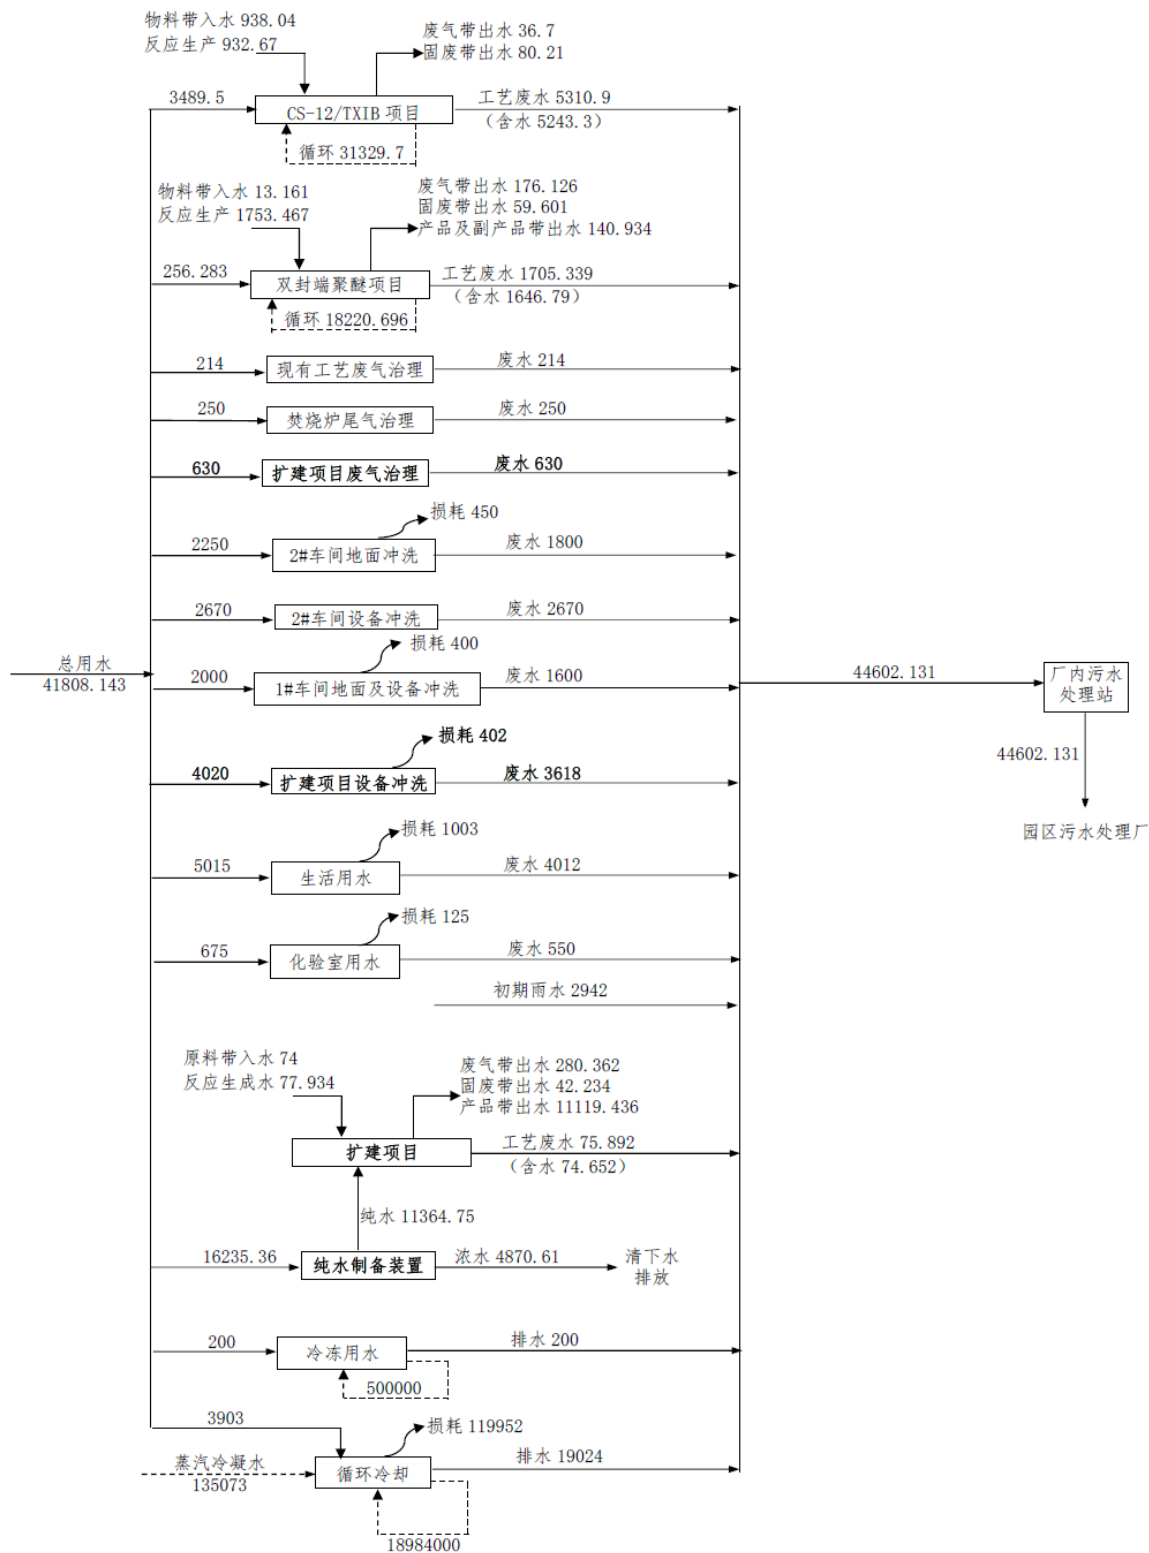 物料带入水 938.04
反应生产 932.67
废气带出水 36.7
固废带出水 80.21
3489.5
CS-12/TXIB 项目
工艺废水 5310.9
（含水 5243.3）
循环 31329.7
物料带入水 13.161
反应生产 1753.467
废气带出水 176.126
固废带出水 59.601
产品及副产品带出水 140.934
256.283
双封端聚醚项目
工艺废水 1705.339
（含水 1646.79）
循环 18220.696
214
现有工艺废气治理
废水 214
250
焚烧炉尾气治理
废水 250
630
扩建项目废气治理
废水 630
损耗 450
2250
2#车间地面冲洗
废水 1800
2670
2#车间设备冲洗
废水 2670
损耗 400
总用水
41808.143
2000
1#车间地面及设备冲洗
废水 1600
44602.131
厂内污水
处理站
损耗 402
4020
扩建项目设备冲洗
废水 3618
44602.131
园区污水处理厂
损耗 1003
5015
生活用水
废水 4012
损耗 125
675
化验室用水
废水 550
初期雨水 2942
原料带入水 74
反应生成水 77.934
废气带出水 280.362
固废带出水 42.234
产品带出水 11119.436
扩建项目
工艺废水 75.892
（含水 74.652）
纯水 11364.75
16235.36
纯水制备装置
浓水 4870.61
清下水
排放
200
冷冻用水
排水 200
500000
3903
损耗 119952
蒸汽冷凝水
135073
循环冷却
排水 19024
18984000